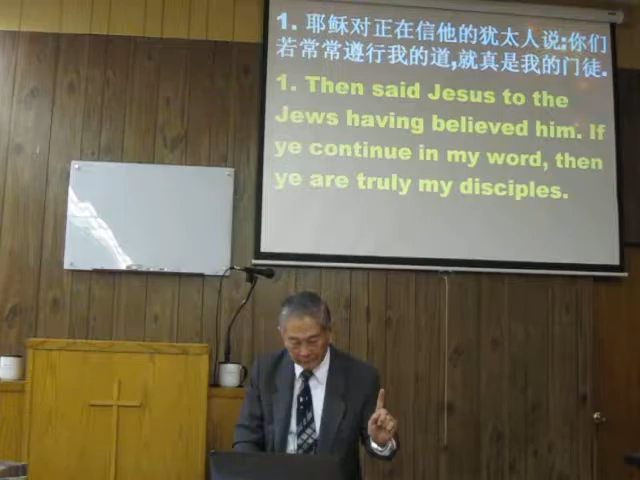 1. 耶稣对正在信他的犹太人说:你们
若常常遵行我的道,就真是我的门徒.
1. Then said Jesus to the
Jews having believed him. If
ye continue in my word, then
ye are truly my disciples.